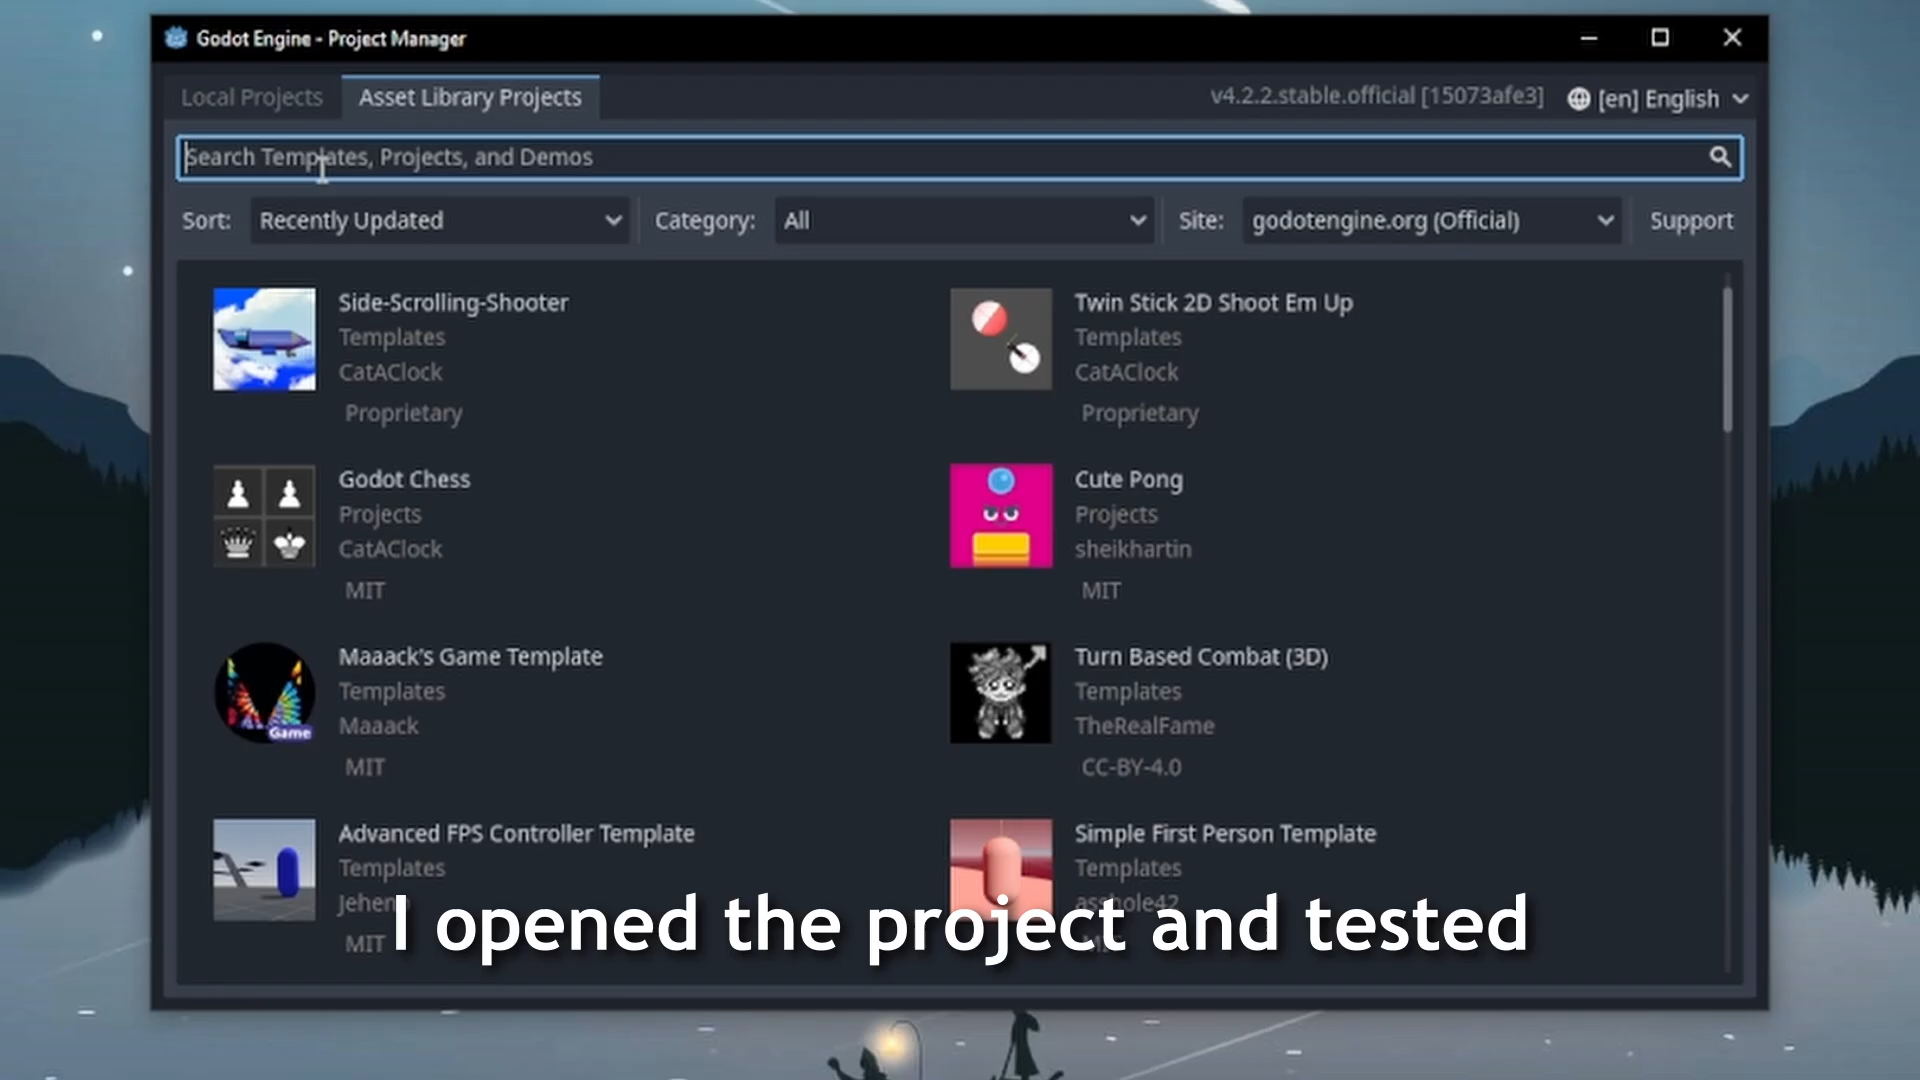 Godot Engine - Project Manager
Local Projects
Asset Library Projects
v4.2.2.stable.official [15073afe3]
[en] English
Search Templates, Projects, and Demos
Sort:
Recently Updated
Category:
All
Site:
godotengine.org (Official)
Support
Side-Scrolling-Shooter
Templates
CatAClock
Proprietary
Twin Stick 2D Shoot Em Up
Templates
CatAClock
Proprietary
Godot Chess
Projects
CatAClock
MIT
Cute Pong
Projects
sheikhartin
MIT
Maaack's Game Template
Templates
Maaack
MIT
Game
Turn Based Combat (3D)
Templates
TheRealFame
CC-BY-4.0
Advanced FPS Controller Template
Templates
MIT
Simple First Person Template
Templates
asshole42
I opened the project and tested